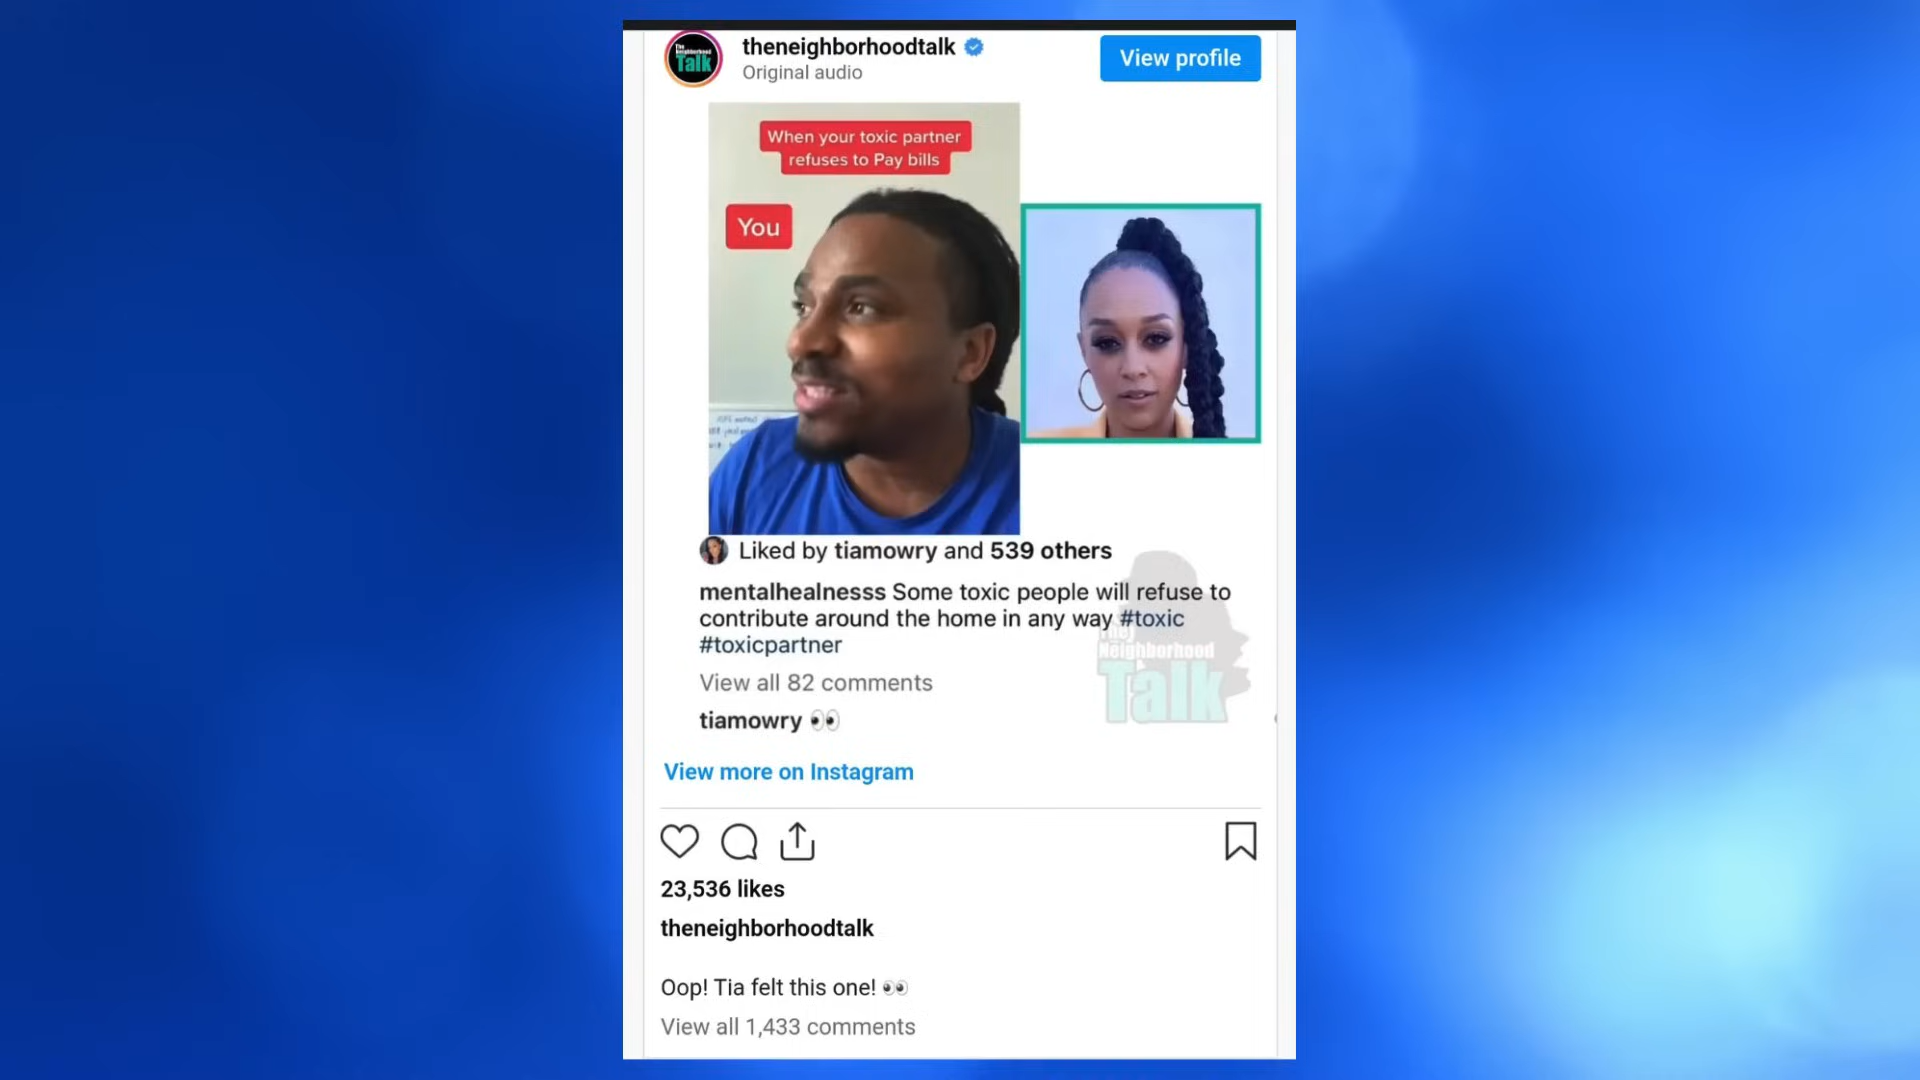 The
Neighborhood
Talk
theneighborhoodtalk
Original audio
View profile
When your toxic partner
refuses to Pay bills
You
Liked by tiamowry and 539 others
mentalhealnesss Some toxic people will refuse to
contribute around the home in any way #toxic
#toxicpartner
View all 82 comments
tiamowry 👀
They
Neighborhood
Talk
View more on Instagram
23,536 likes
theneighborhoodtalk
Oop! Tia felt this one! 👀
View all 1,433 comments